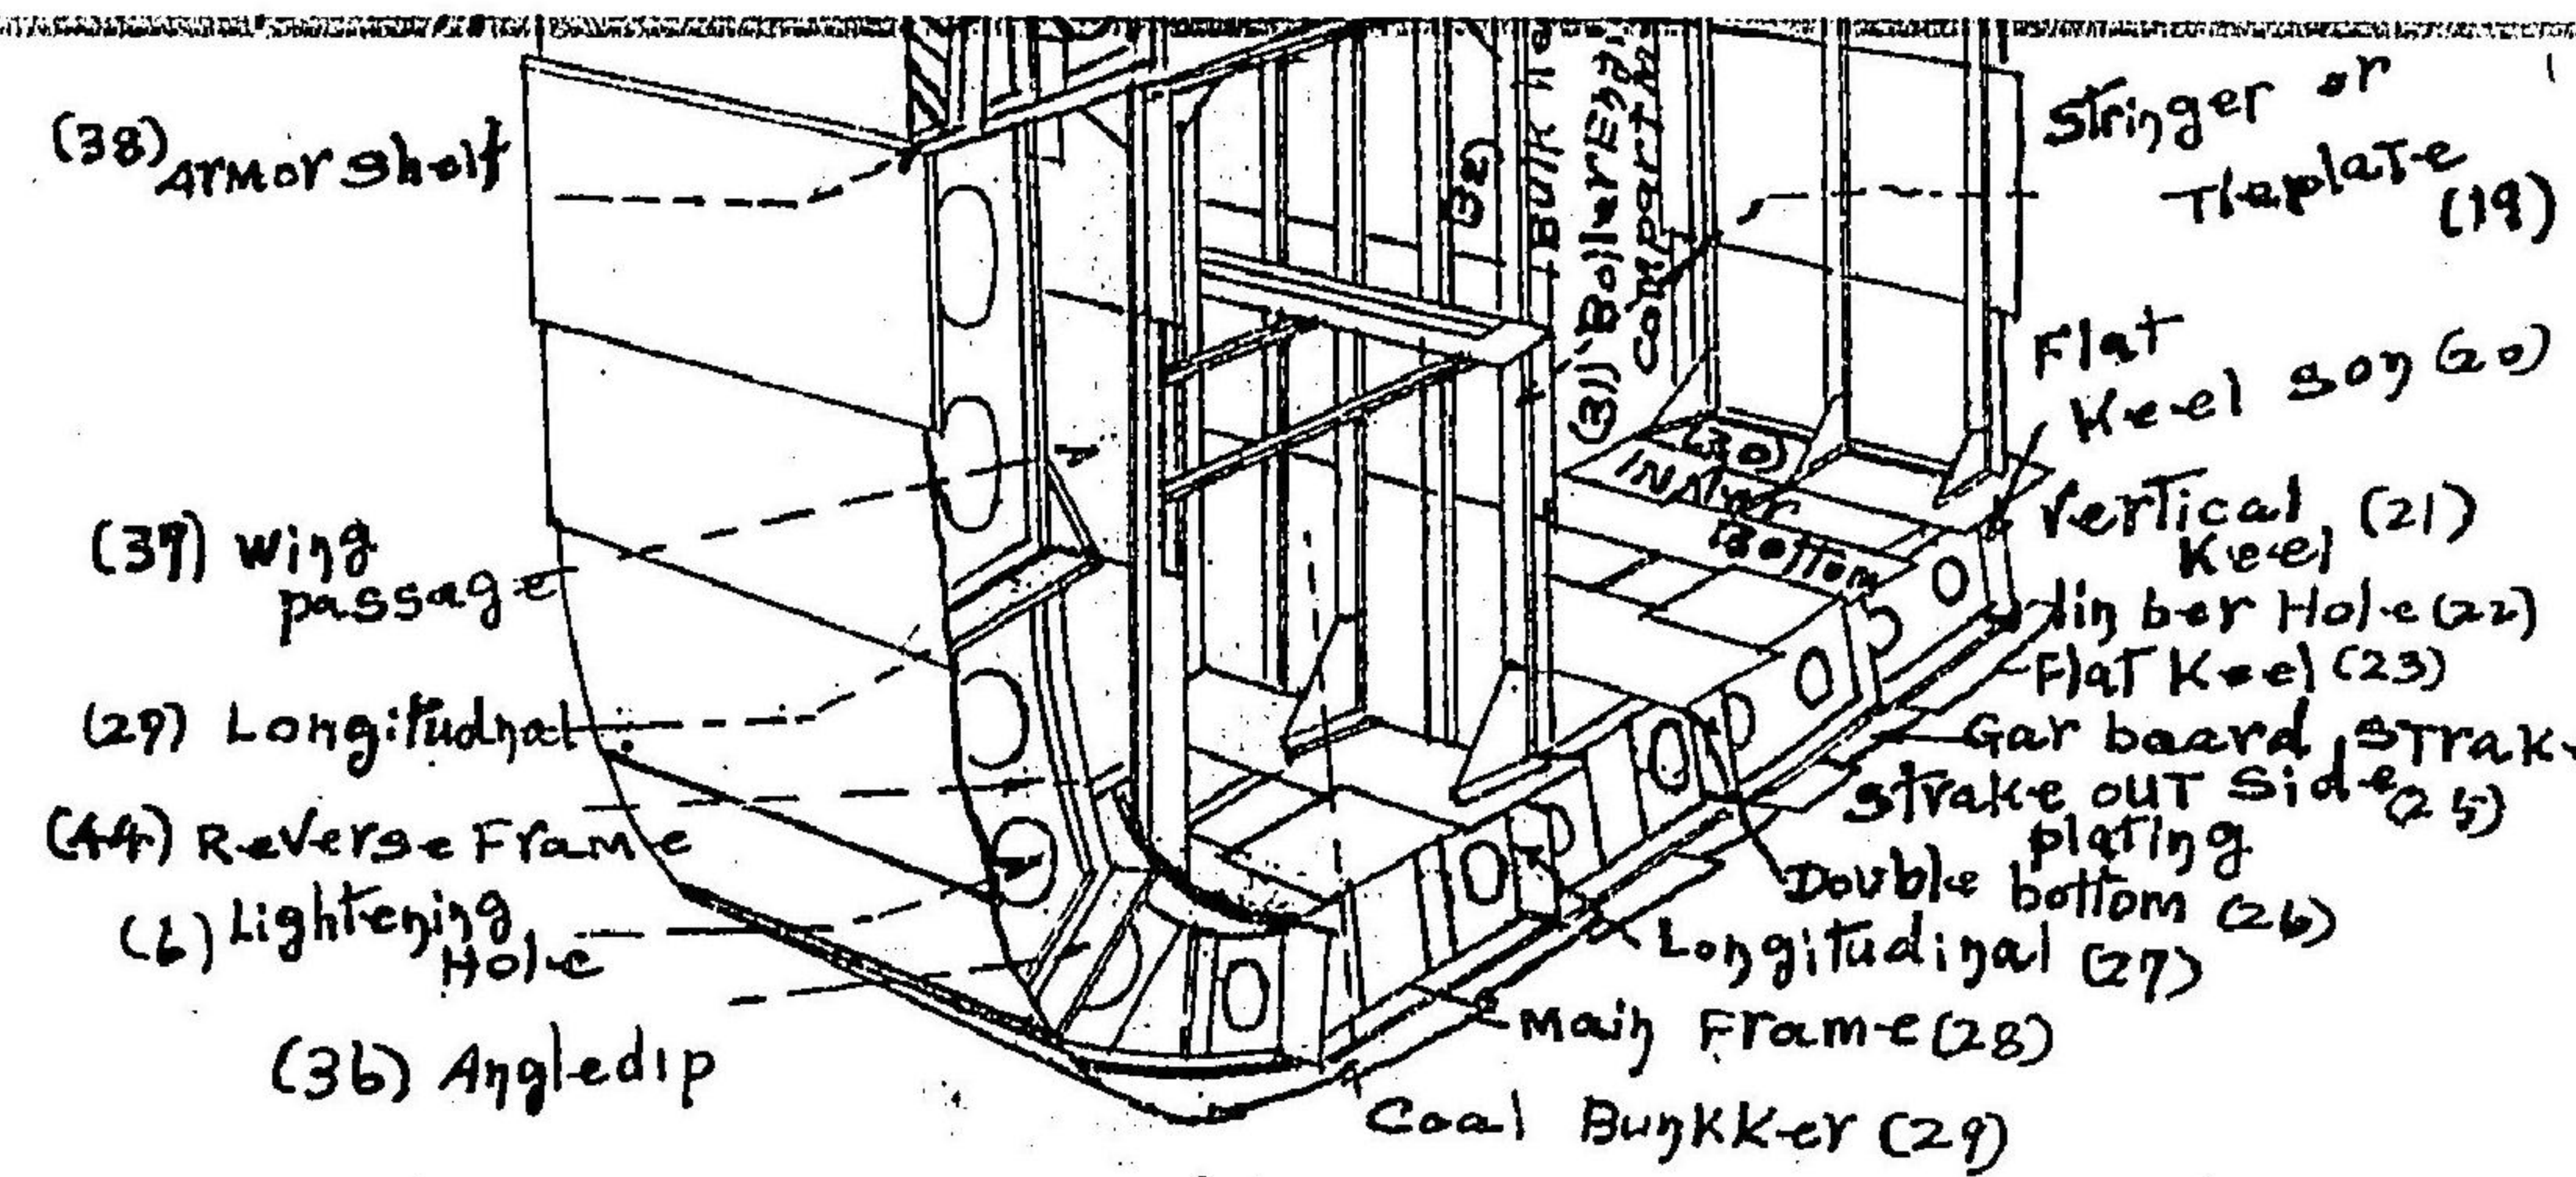 (38) Armor Shelf
(37) Wing
passage
(29) Longitudnal
(44) Reverse Frame
(6) Lightening
Hole
(36) Angledip
32
Bulk
(31) Boiler
Compartm
(30)
INNer
Bottom
Stringer or
Tieplate
(19)
Flat
Keel son (20)
Vertical (21)
Keel
Hole (22)
Flat Keel (23)
Gar board Strake
Strake out Side (25)
plating
Double
bottom (26)
Longitudinal (27)
Main Frame (28)
Coal Bunkker (29)